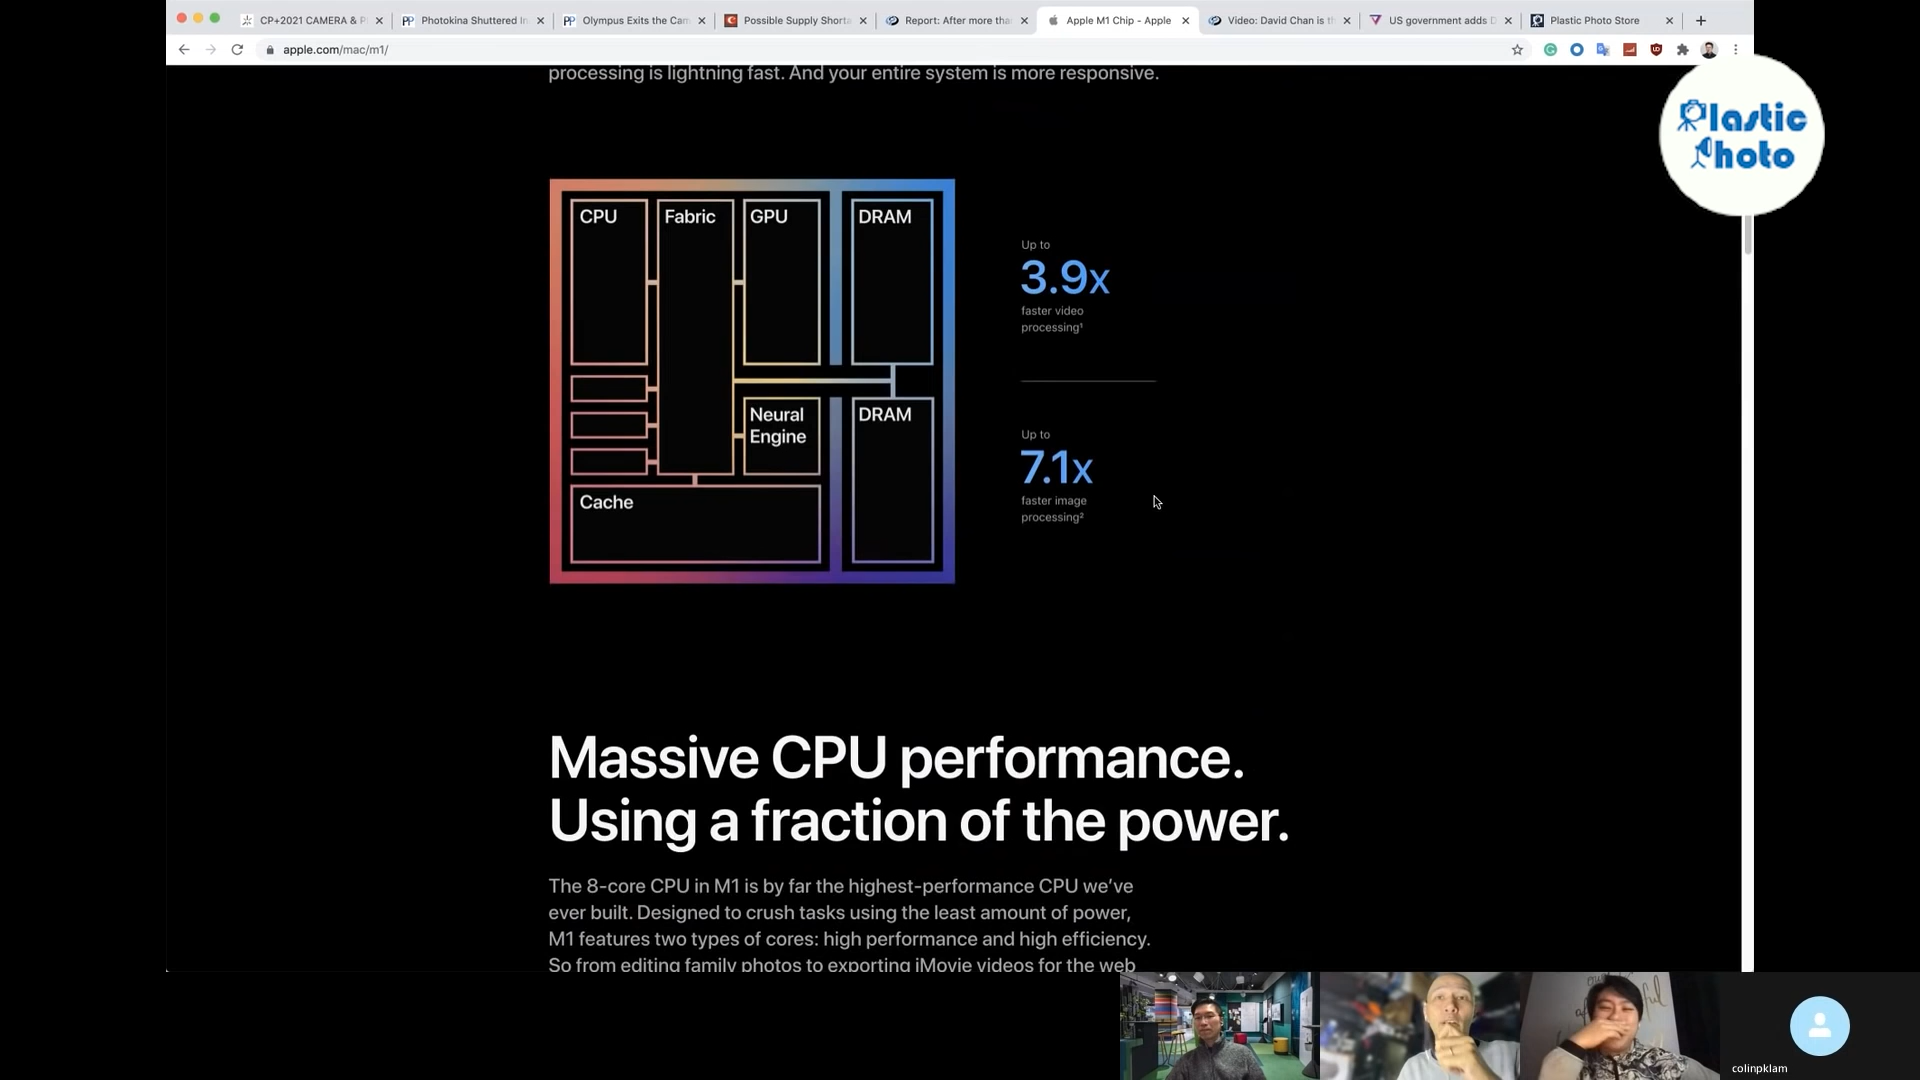 CP+2021 CAMERA & P
Photokina Shuttered In
Olympus Exits the Cam
Possible Supply Shorta
Report: After more tha
Apple M1 Chip - Apple
Video: David Chan is th
US government adds D
Plastic Photo Store
apple.com/mac/m1/
processing is lightning fast. And your entire system is more responsive.
Plastic
Photo
CPU
Fabric
GPU
DRAM
Neural
Engine
DRAM
Cache
Up to
3.9x
faster video
processing¹
Up to
7.1x
faster image
processing²
Massive CPU performance.
Using a fraction of the power.
The 8-core CPU in M1 is by far the highest-performance CPU we've
ever built. Designed to crush tasks using the least amount of power,
M1 features two types of cores: high performance and high efficiency.
So from editing family photos to exporting iMovie videos for the web
colinpklam